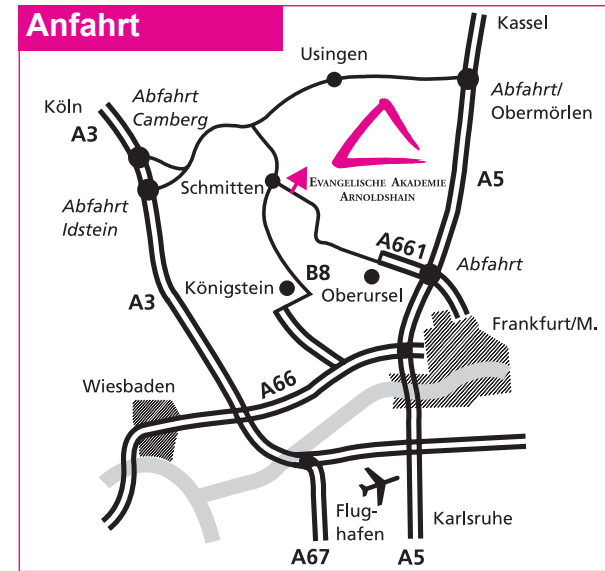 Anfahrt
Kassel
Usingen
Abfahrt/
Obermörlen
Köln
Abfahrt
Camberg
A3
A5
Schmitten
EVANGELISCHE AKADEMIE
ARNOLDSHAIN
Abfahrt
Idstein
A661
Abfahrt
B8
Königstein
Oberursel
A3
Frankfurt/M.
Wiesbaden
A66
Flug-
hafen
Karlsruhe
A67
A5